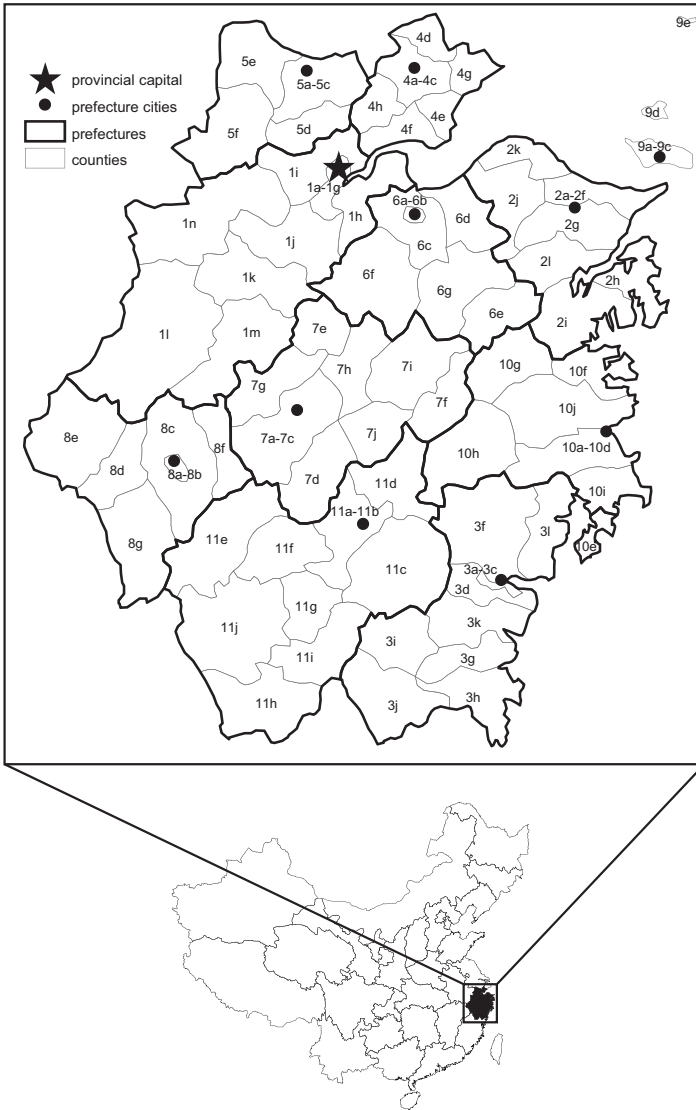 9e
4d
5e
provincial capital
5a-5c
4a-4c
4g
prefecture cities
4h
9d
prefectures
5f
5d
4f
4e
counties
2k
9a-9c
1i
1a-1g
2j
2a-2f
6a-6b
1n
1h
6d
2g
1j
6c
2l
6f
1k
2h
6g
6e
2i
1l
1m
7e
7h
7i
10g
10f
7g
7f
10j
8c
7a-7c
7j
8e
8f
10h
10a-10d
8d
8a-8b
7d
11d
10i
11a-11b
3f
3l
8g
11e
11f
10e
11c
3a-3c
3d
11g
11j
3k
3i
11i
3g
11h
3j
3h